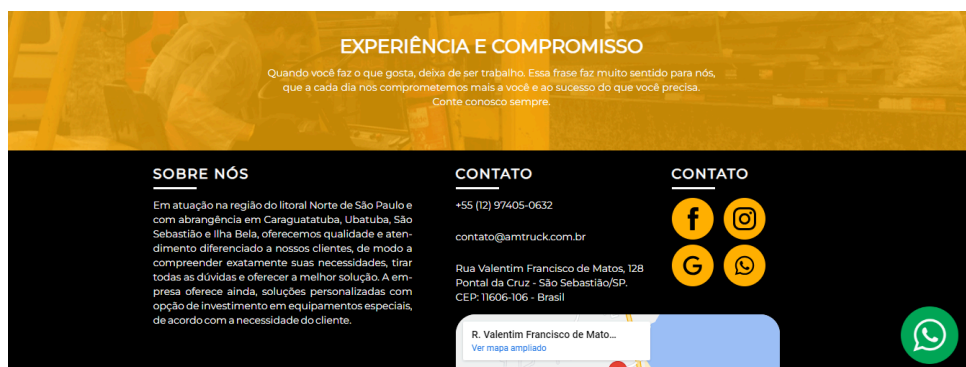 EXPERIÊNCIA E COMPROMISSO
Quando você faz o que gosta, deixa de ser trabalho. Essa frase faz muito sentido para nós,
que a cada dia nos comprometemos mais a você e ao sucesso do que você precisa.
Conte conosco sempre.
SOBRE NÓS
Em atuação na região do litoral Norte de São Paulo e
com abrangência em Caraguatatuba, Ubatuba, São
Sebastião e Ilha Bela, oferecemos qualidade e aten-
dimento diferenciado a nossos clientes, de modo a
compreender exatamente suas necessidades, tirar
todas as dúvidas e oferecer a melhor solução. A em-
presa oferece ainda, soluções personalizadas com
opção de investimento em equipamentos especiais,
de acordo com a necessidade do cliente.
CONTATO
+55 (12) 97405-0632
contato@amtruck.com.br
Rua Valentim Francisco de Matos, 128
Pontal da Cruz - São Sebastião/SP.
CEP: 11606-106 - Brasil
R. Valentim Francisco de Mato...
Ver mapa ampliado
CONTATO